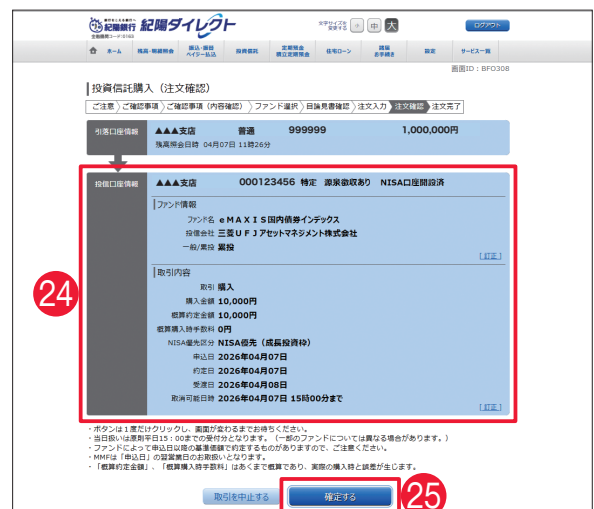 紀陽銀行 紀陽ダイレクト 文字サイズを変更する 小 中 大 ログアウト
金融機関コード:0163
ホーム 残高・明細照会 振込・振替 ペイジー払込 投資信託 定期預金 積立定期預金 住宅ローン 諸届 お手続き 設定 サービス一覧
画面ID:BFO308
投資信託購入(注文確認)
ご注意 〉 ご確認事項 〉 ご確認事項(内容確認) 〉 ファンド選択 〉 目論見書確認 〉 注文入力 〉 注文確認 〉 注文完了
引落口座情報 ▲▲▲支店 普通 999999 1,000,000円
残高照会日時 04月07日 11時26分
投信口座情報 ▲▲▲支店 000123456 特定 源泉徴収あり NISA口座開設済
ファンド情報
ファンド名 eMAXIS国内債券インデックス
投信会社 三菱UFJアセットマネジメント株式会社
一般/累投 累投
[訂正]
24
取引内容
取引 購入
購入金額 10,000円
概算約定金額 10,000円
概算購入時手数料 0円
NISA優先区分 NISA優先(成長投資枠)
申込日 2026年04月07日
約定日 2026年04月07日
受渡日 2026年04月08日
取消可能日時 2026年04月07日 15時00分まで
[訂正]
・ボタンは1度だけクリックし、画面が変わるまでお待ちください。
・当日扱いは原則平日15:00までの受付分となります。(一部のファンドについては異なる場合があります。)
・ファンドによって申込日以降の基準価額で約定するものがありますので、ご注意ください。
・MMFは「申込日」の翌営業日のお取扱いとなります。
・「概算約定金額」、「概算購入時手数料」はあくまで概算であり、実際の購入時と誤差が生じます。
取引を中止する 確定する 25